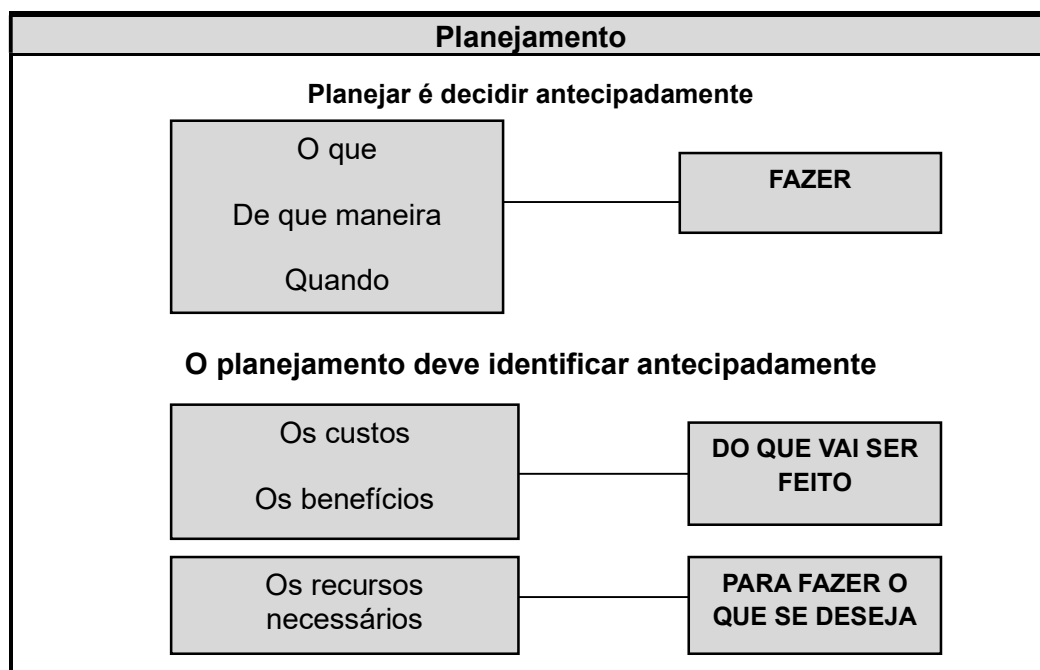 Planejamento
Planejar é decidir antecipadamente
O que
De que maneira
Quando
FAZER
O planejamento deve identificar antecipadamente
Os custos
Os benefícios
DO QUE VAI SER
FEITO
Os recursos
necessários
PARA FAZER O
QUE SE DESEJA